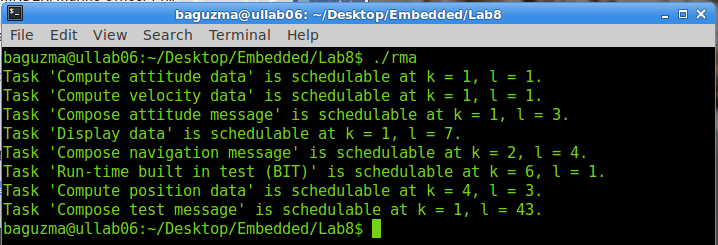 baguzma@ullab06: ~/Desktop/Embedded/Lab8
File Edit View Search Terminal Help
baguzma@ullab06:~/Desktop/Embedded/Lab8$ ./rma
Task 'Compute attitude data' is schedulable at k = 1, l = 1.
Task 'Compute velocity data' is schedulable at k = 1, l = 1.
Task 'Compose attitude message' is schedulable at k = 1, l = 3.
Task 'Display data' is schedulable at k = 1, l = 7.
Task 'Compose navigation message' is schedulable at k = 2, l = 4.
Task 'Run-time built in test (BIT)' is schedulable at k = 6, l = 1.
Task 'Compute position data' is schedulable at k = 4, l = 3.
Task 'Compose test message' is schedulable at k = 1, l = 43.
baguzma@ullab06:~/Desktop/Embedded/Lab8$